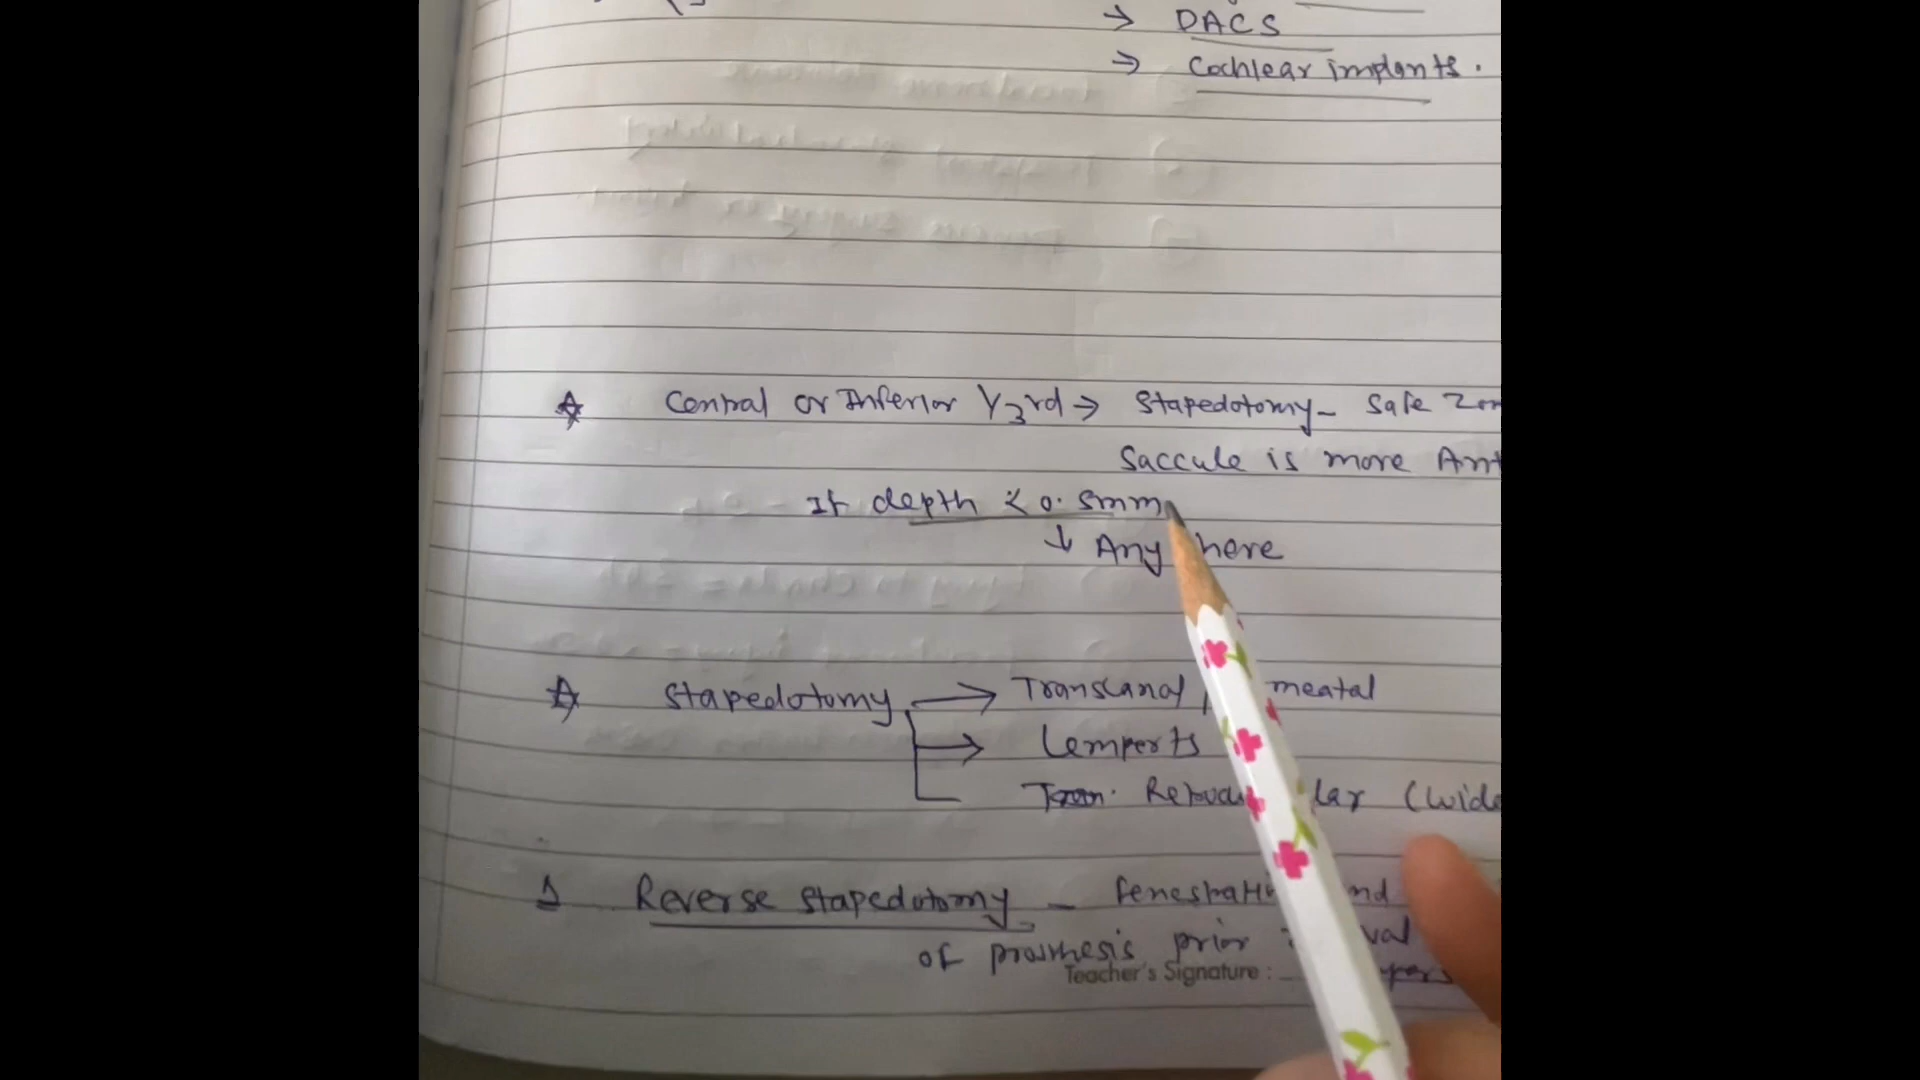 → DACS
→ Cochlear implants.
☆ Central or Inferior 1/3rd → Stapedotomy - Safe
Saccule is more
If depth < 0.5mm
↓ Any here
☆ Stapedotomy → Transcanal meatal
→ Lemperts
lar (wide
Reverse stapedotomy -
of prosthesis prior
Teacher's Signature :